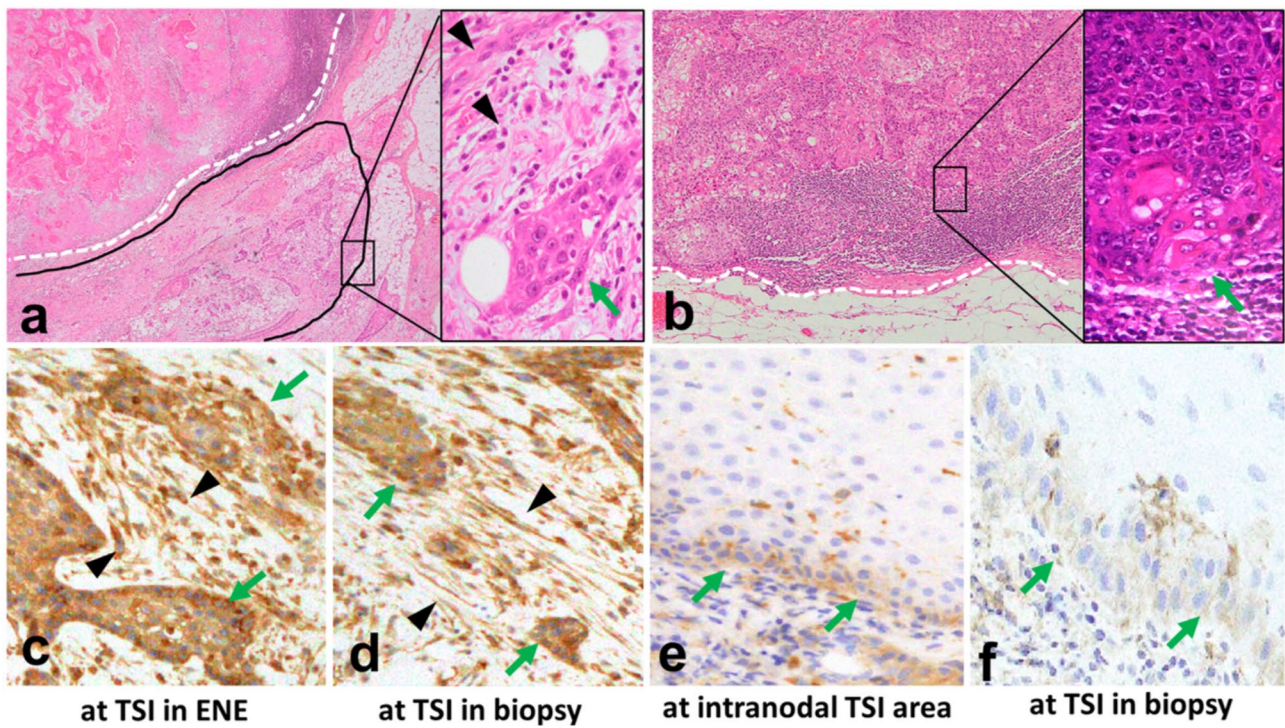 a
b
c
d
e
f
at TSI in ENE
at TSI in biopsy
at intranodal TSI area
at TSI in biopsy